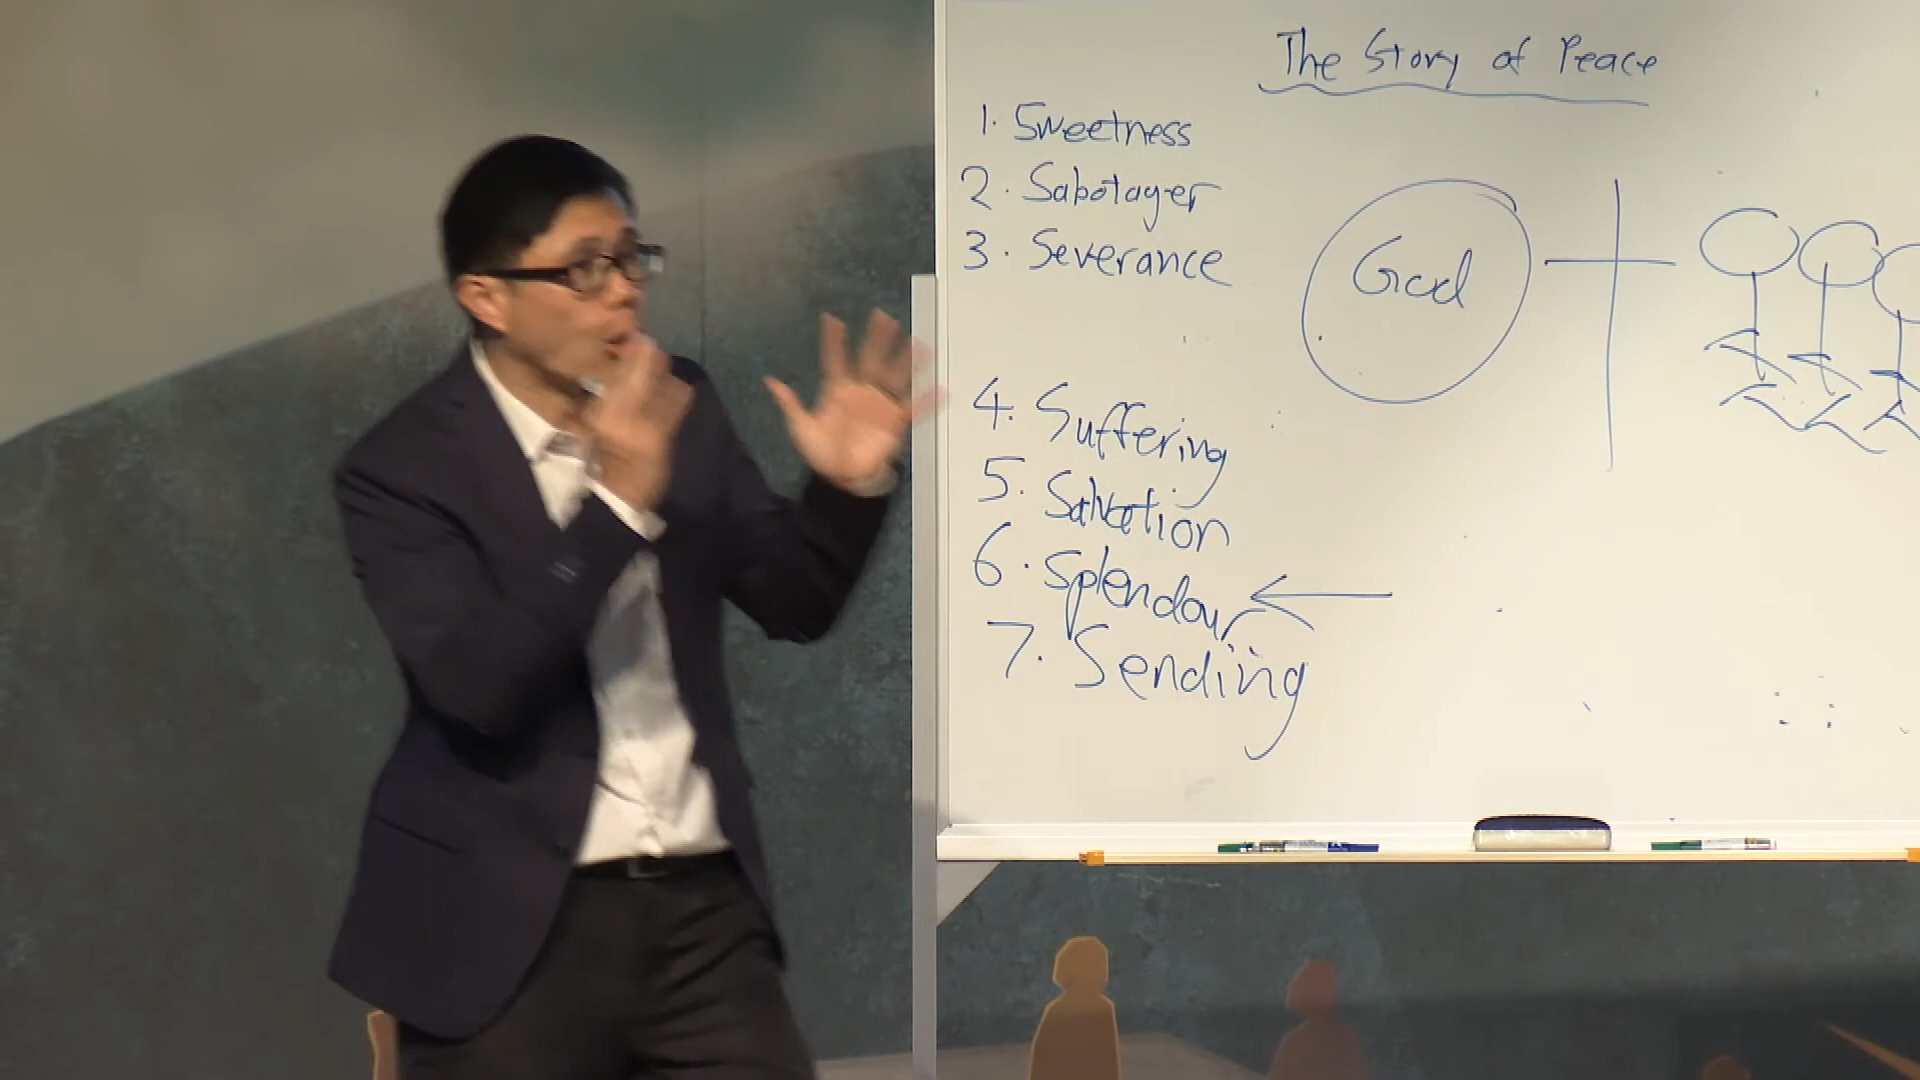 The Story of Peace
1. Sweetness
2. Sabotager
3. Severance
God
4. Suffering
5. Salvation
6. Splendour
7. Sending